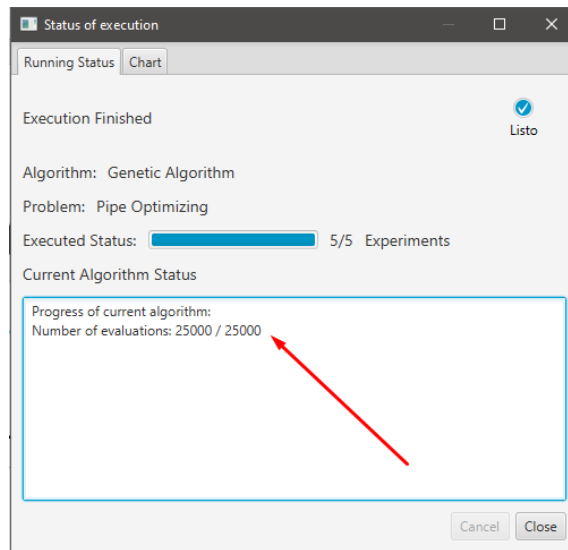 Status of execution
Running Status Chart
Execution Finished
Listo
Algorithm: Genetic Algorithm
Problem: Pipe Optimizing
Executed Status: 5/5 Experiments
Current Algorithm Status
Progress of current algorithm:
Number of evaluations: 25000 / 25000
Cancel Close